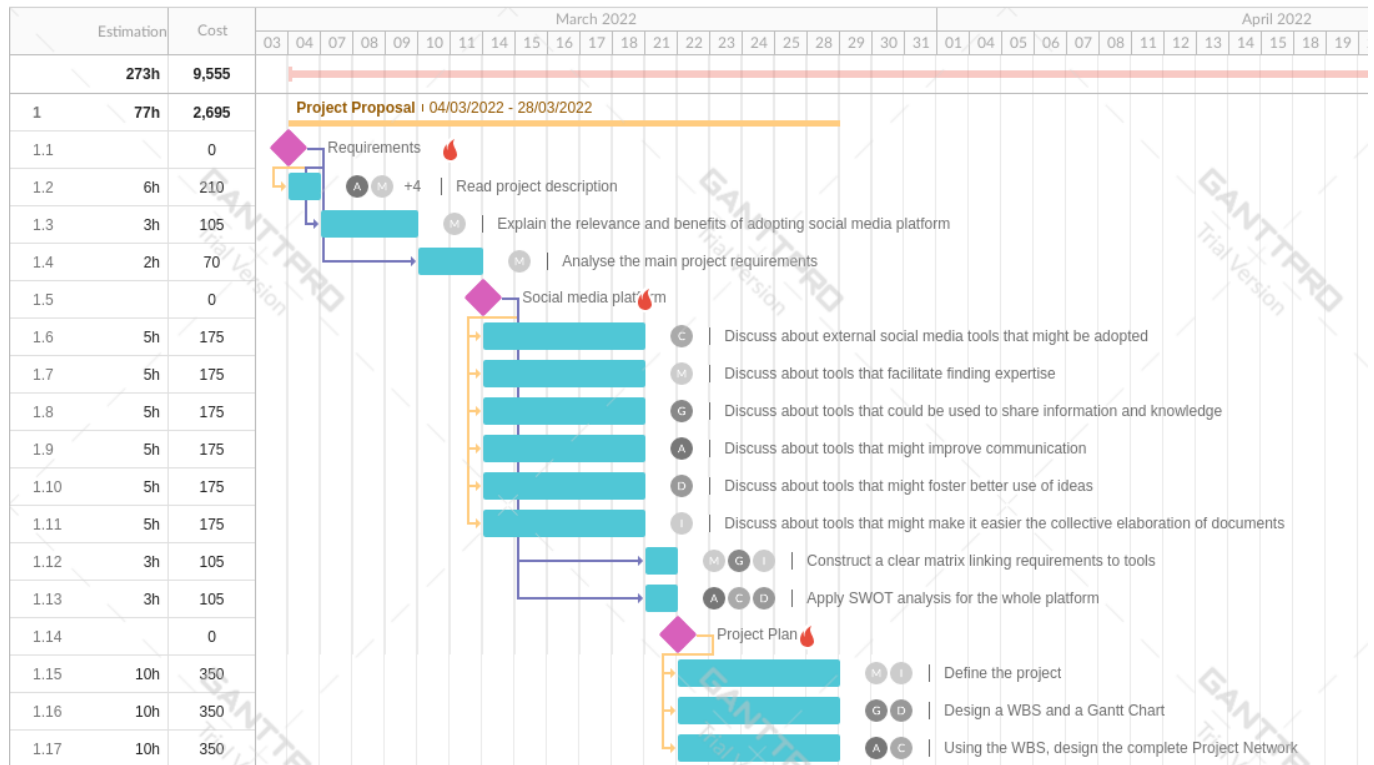 Estimation Cost March 2022 April 2022
03 04 07 08 09 10 11 14 15 16 17 18 21 22 23 24 25 28 29 30 31 01 04 05 06 07 08 11 12 13 14 15 18 19
273h 9,555
1 77h 2,695 Project Proposal 04/03/2022 - 28/03/2022
1.1 0 Requirements
1.2 6h 210 A M +4 | Read project description
1.3 3h 105 M | Explain the relevance and benefits of adopting social media platform
1.4 2h 70 M | Analyse the main project requirements
1.5 0 Social media platform
1.6 5h 175 C | Discuss about external social media tools that might be adopted
1.7 5h 175 M | Discuss about tools that facilitate finding expertise
1.8 5h 175 G | Discuss about tools that could be used to share information and knowledge
1.9 5h 175 A | Discuss about tools that might improve communication
1.10 5h 175 D | Discuss about tools that might foster better use of ideas
1.11 5h 175 I | Discuss about tools that might make it easier the collective elaboration of documents
1.12 3h 105 M G I | Construct a clear matrix linking requirements to tools
1.13 3h 105 A C D | Apply SWOT analysis for the whole platform
1.14 0 Project Plan
1.15 10h 350 M I | Define the project
1.16 10h 350 G D | Design a WBS and a Gantt Chart
1.17 10h 350 A C | Using the WBS, design the complete Project Network
GANTTPRO
Trial Version
GANTTPRO
Trial Version
GANTTPRO
Trial Version
GANTTPRO
GANTTPRO
GANTTPRO